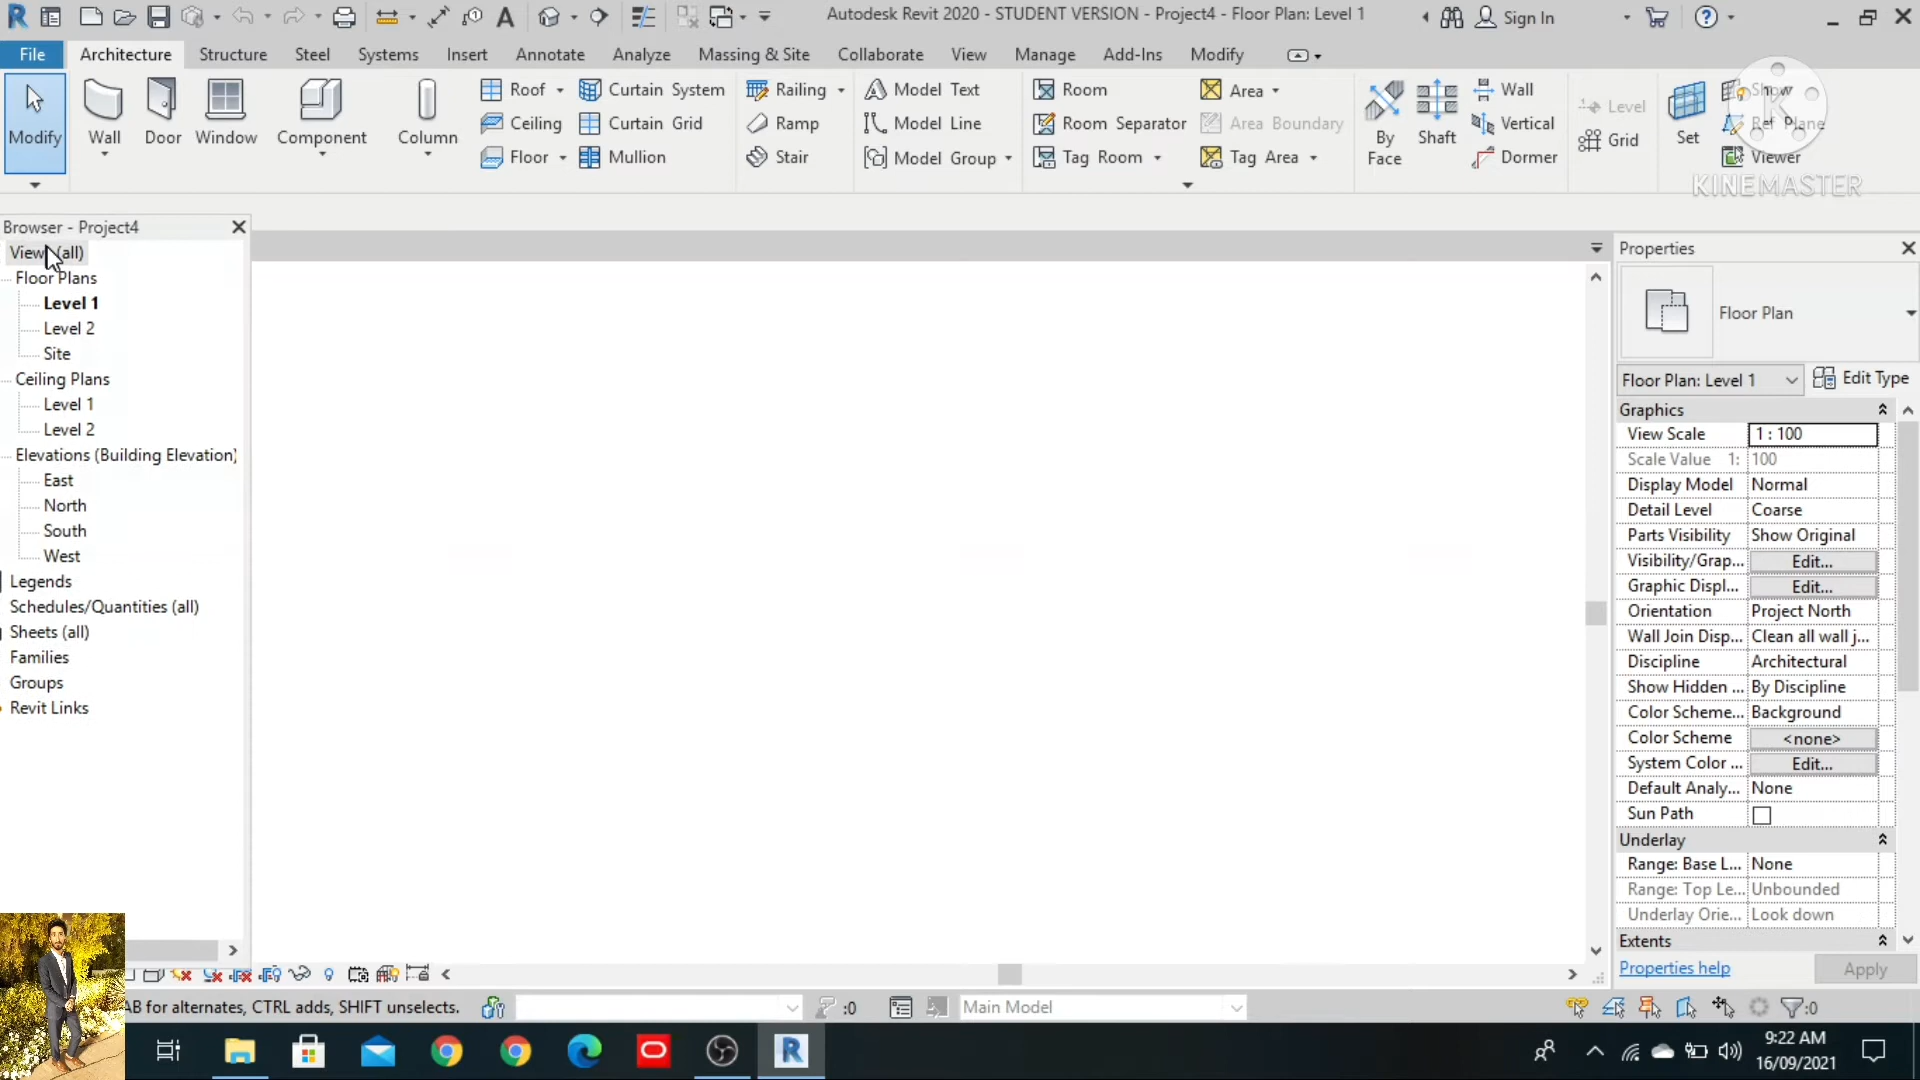 Autodesk Revit 2020 - STUDENT VERSION - Project4 - Floor Plan: Level 1
Sign In
File Architecture Structure Steel Systems Insert Annotate Analyze Massing & Site Collaborate View Manage Add-Ins Modify
Modify Wall Door Window Component Column
Roof Curtain System Railing Model Text Room Area
Ceiling Curtain Grid Ramp Model Line Room Separator Area Boundary
Floor Mullion Stair Model Group Tag Room Tag Area
By Face Shaft
Wall
Vertical
Dormer
Level
Grid
Set
Show
Ref Plane
Viewer
KINEMASTER
Browser - Project4
Views (all)
Floor Plans
Level 1
Level 2
Site
Ceiling Plans
Level 1
Level 2
Elevations (Building Elevation)
East
North
South
West
Legends
Schedules/Quantities (all)
Sheets (all)
Families
Groups
Revit Links
Properties
Floor Plan
Floor Plan: Level 1 Edit Type
Graphics
View Scale 1 : 100
Scale Value 1: 100
Display Model Normal
Detail Level Coarse
Parts Visibility Show Original
Visibility/Grap... Edit...
Graphic Displ... Edit...
Orientation Project North
Wall Join Disp... Clean all wall j...
Discipline Architectural
Show Hidden ... By Discipline
Color Scheme... Background
Color Scheme <none>
System Color ... Edit...
Default Analy... None
Sun Path
Underlay
Range: Base L... None
Range: Top Le... Unbounded
Underlay Orie... Look down
Extents
Properties help Apply
AB for alternates, CTRL adds, SHIFT unselects. :0 Main Model :0
9:22 AM
16/09/2021